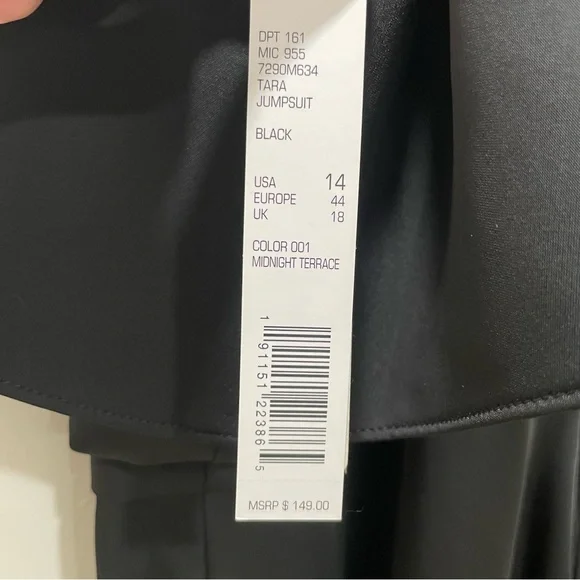 DPT 161
MIC 955
7290M634
TARA
JUMPSUIT
BLACK
USA 14
EUROPE 44
UK 18
COLOR 001
MIDNIGHT TERRACE
1 91151 22386 5
MSRP $ 149.00